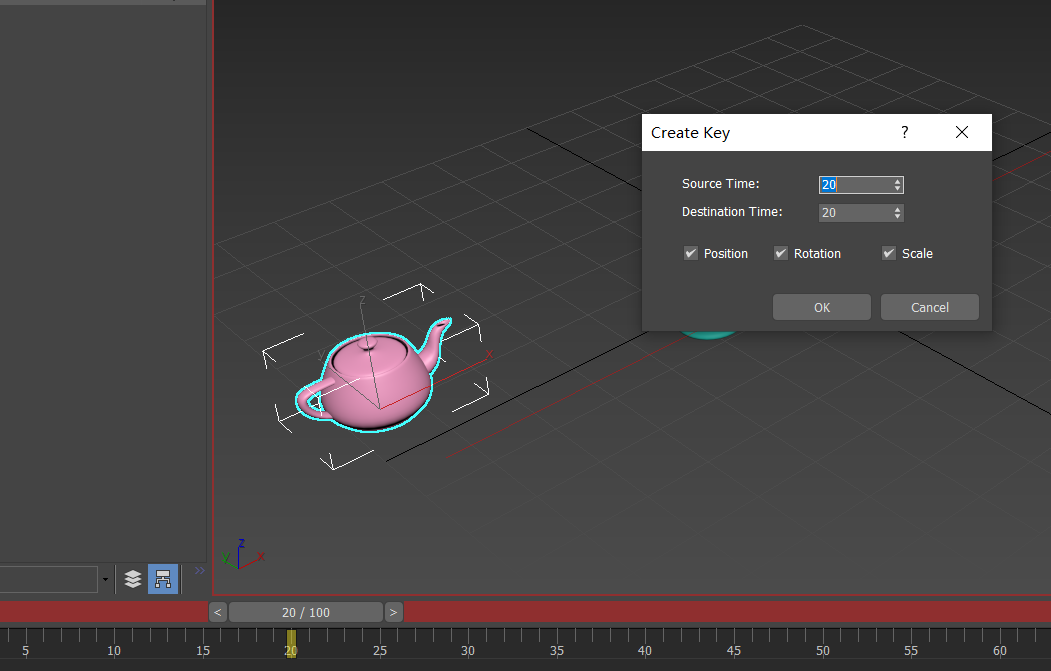 Create Key ?
Source Time: 20
Destination Time: 20
Position Rotation Scale
OK Cancel
z
y x
z
y x
< 20 / 100 >
5 10 15 20 25 30 35 40 45 50 55 60